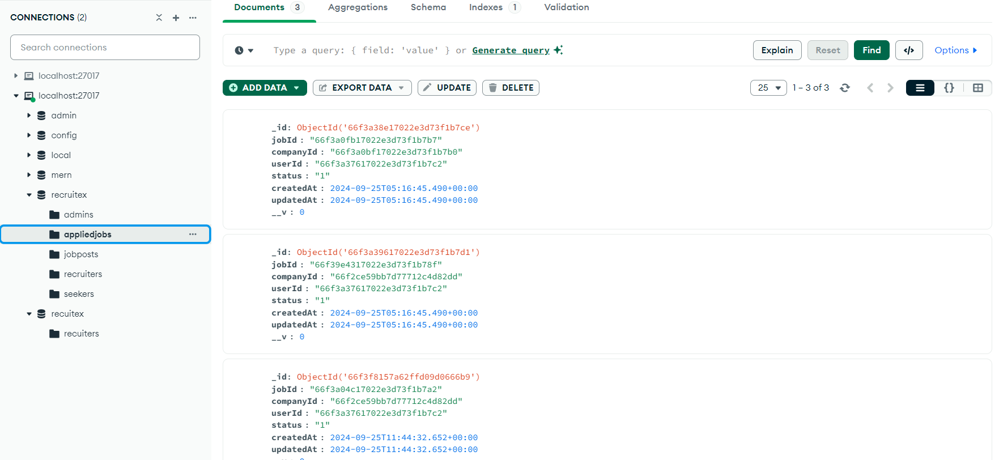 CONNECTIONS (2)
Search connections
localhost:27017
localhost:27017
admin
config
local
mern
recruitex
admins
appliedjobs
jobposts
recruiters
seekers
recuitex
recuiters
Documents 3 Aggregations Schema Indexes 1 Validation
Type a query: { field: 'value' } or Generate query
Explain Reset Find </> Options
ADD DATA EXPORT DATA UPDATE DELETE 25 1 – 3 of 3 {}
_id: ObjectId('66f3a38e17022e3d73f1b7ce')
jobId : "66f3a0fb17022e3d73f1b7b7"
companyId : "66f3a0bf17022e3d73f1b7b0"
userId : "66f3a37617022e3d73f1b7c2"
status : "1"
createdAt : 2024-09-25T05:16:45.490+00:00
updatedAt : 2024-09-25T05:16:45.490+00:00
__v : 0
_id: ObjectId('66f3a39617022e3d73f1b7d1')
jobId : "66f39e4317022e3d73f1b78f"
companyId : "66f2ce59bb7d77712c4d82dd"
userId : "66f3a37617022e3d73f1b7c2"
status : "1"
createdAt : 2024-09-25T05:16:45.490+00:00
updatedAt : 2024-09-25T05:16:45.490+00:00
__v : 0
_id: ObjectId('66f3f8157a62ffd09d0666b9')
jobId : "66f3a04c17022e3d73f1b7a2"
companyId : "66f2ce59bb7d77712c4d82dd"
userId : "66f3a37617022e3d73f1b7c2"
status : "1"
createdAt : 2024-09-25T11:44:32.652+00:00
updatedAt : 2024-09-25T11:44:32.652+00:00